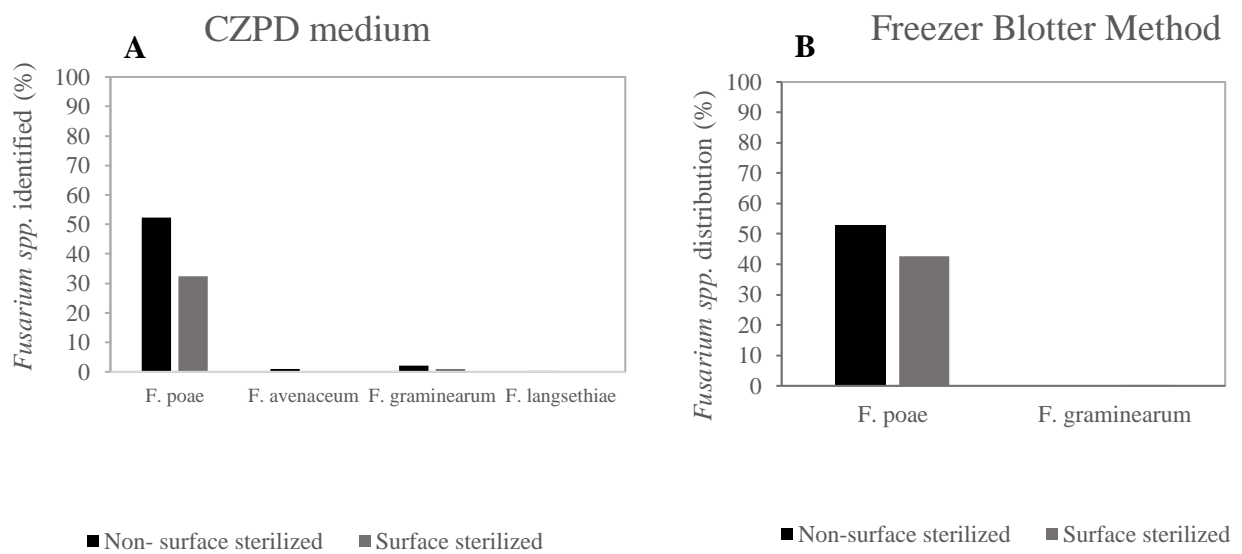 A
CZPD medium
Fusarium spp. identified (%)
100
90
80
70
60
50
40
30
20
10
0
F. poae F. avenaceum F. graminearum F. langsethiae
■ Non- surface sterilized ■ Surface sterilized
B
Freezer Blotter Method
Fusarium spp. distribution (%)
100
90
80
70
60
50
40
30
20
10
0
F. poae F. graminearum
■ Non-surface sterilized ■ Surface sterilized